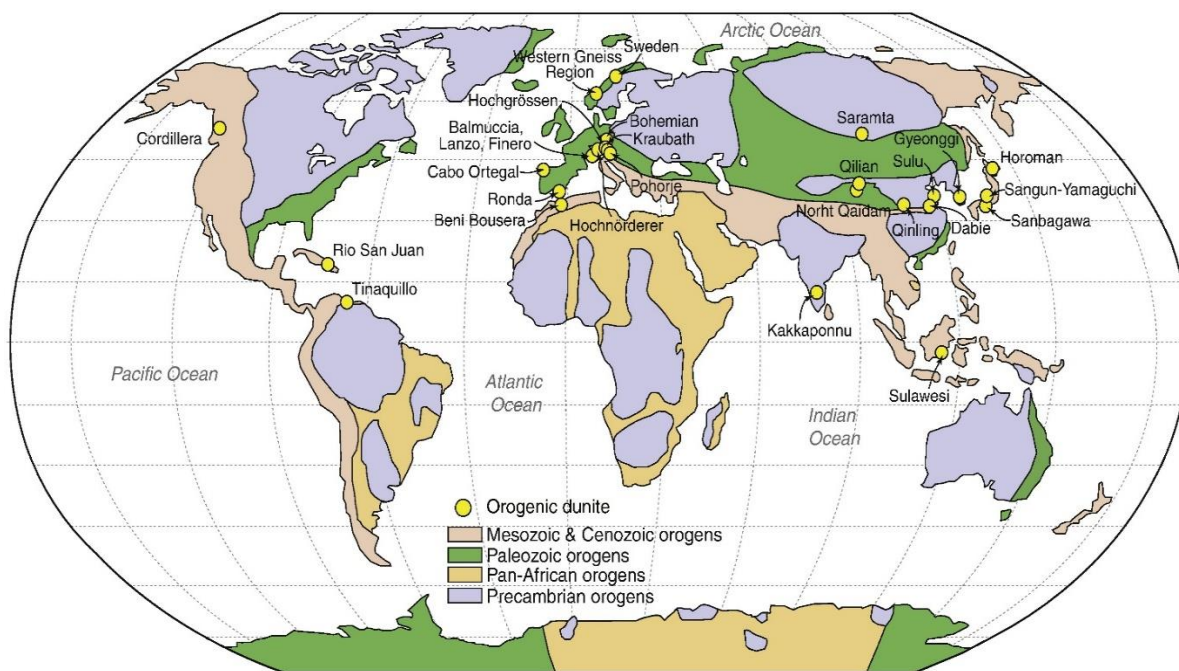 Arctic Ocean
Sweden
Western Gneiss
Region
Hochgrössen
Bohemian
Kraubath
Saramta
Cordillera
Balmuccia,
Lanzo, Finero
Gyeonggi
Sulu
Horoman
Cabo Ortegal
Qilian
Pohorje
Sangun-Yamaguchi
Ronda
Norht Qaidam
Sanbagawa
Beni Bousera
Hochnörderer
Qinling
Dabie
Rio San Juan
Tinaquillo
Kakkaponnu
Pacific Ocean
Atlantic
Ocean
Sulawesi
Indian
Ocean
Orogenic dunite
Mesozoic & Cenozoic orogens
Paleozoic orogens
Pan-African orogens
Precambrian orogens